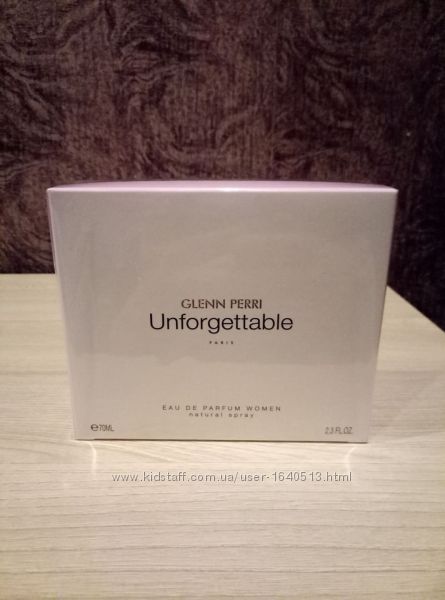 GLENN PERRI
Unforgettable
PARIS
EAU DE PARFUM WOMEN
natural spray
℮70ML 2.3 FL.OZ.
www.kidstaff.com.ua/user-1640513.html